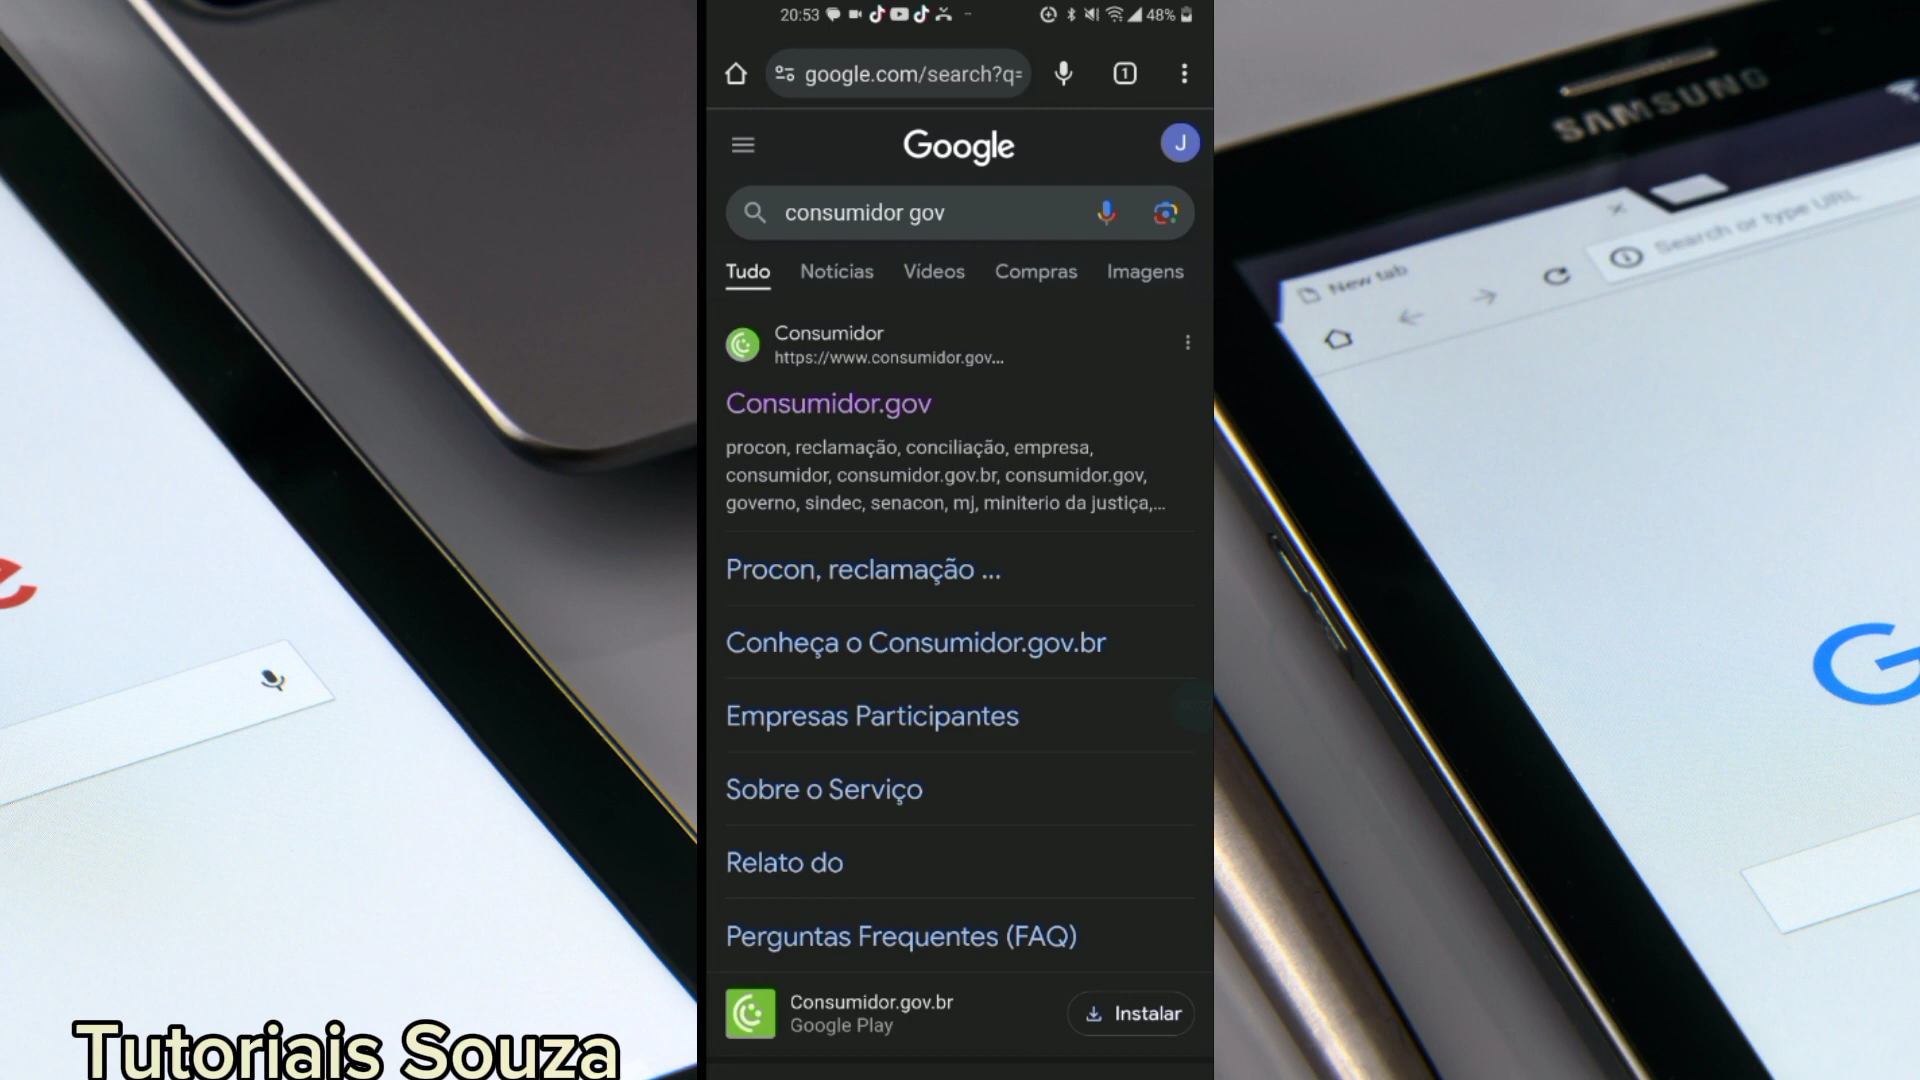 20:53
48%
google.com/search?q=
1
Google
J
consumidor gov
Tudo Notícias Vídeos Compras Imagens
Consumidor
https://www.consumidor.gov...
Consumidor.gov
procon, reclamação, conciliação, empresa,
consumidor, consumidor.gov.br, consumidor.gov,
governo, sindec, senacon, mj, miniterio da justiça,...
Procon, reclamação ...
Conheça o Consumidor.gov.br
Empresas Participantes
Sobre o Serviço
Relato do
Perguntas Frequentes (FAQ)
Consumidor.gov.br
Google Play
Instalar
SAMSUNG
New tab
Search or type URL
G
e
Tutoriais Souza